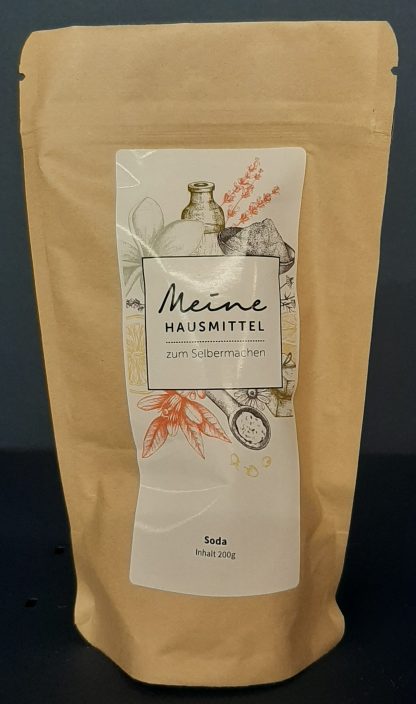 Meine
HAUSMITTEL
zum Selbermachen
Soda
Inhalt 200g